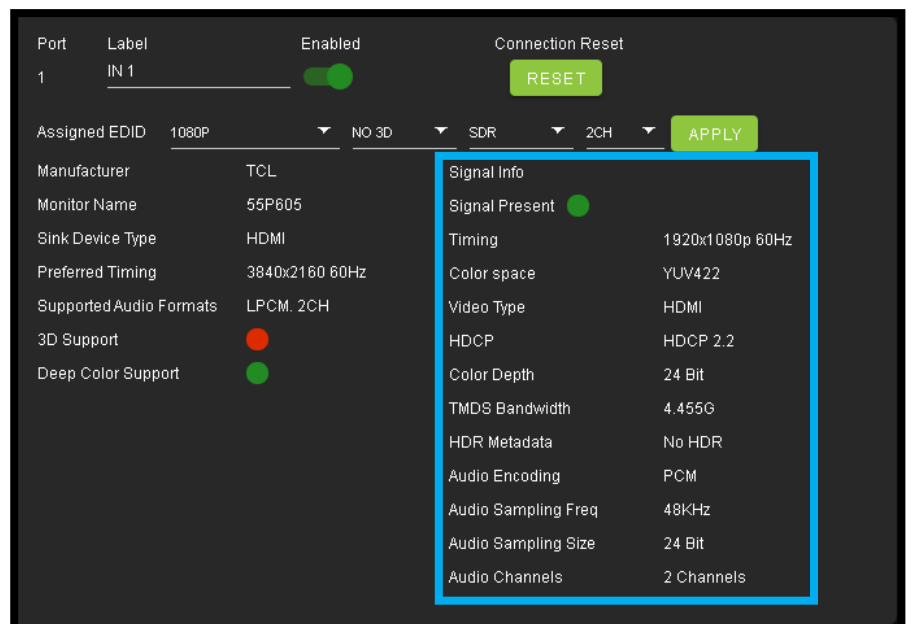 Port Label Enabled Connection Reset
1 IN 1 RESET
Assigned EDID 1080P NO 3D SDR 2CH APPLY
Manufacturer TCL
Monitor Name 55P605
Sink Device Type HDMI
Preferred Timing 3840x2160 60Hz
Supported Audio Formats LPCM. 2CH
3D Support
Deep Color Support
Signal Info
Signal Present
Timing 1920x1080p 60Hz
Color space YUV422
Video Type HDMI
HDCP HDCP 2.2
Color Depth 24 Bit
TMDS Bandwidth 4.455G
HDR Metadata No HDR
Audio Encoding PCM
Audio Sampling Freq 48KHz
Audio Sampling Size 24 Bit
Audio Channels 2 Channels